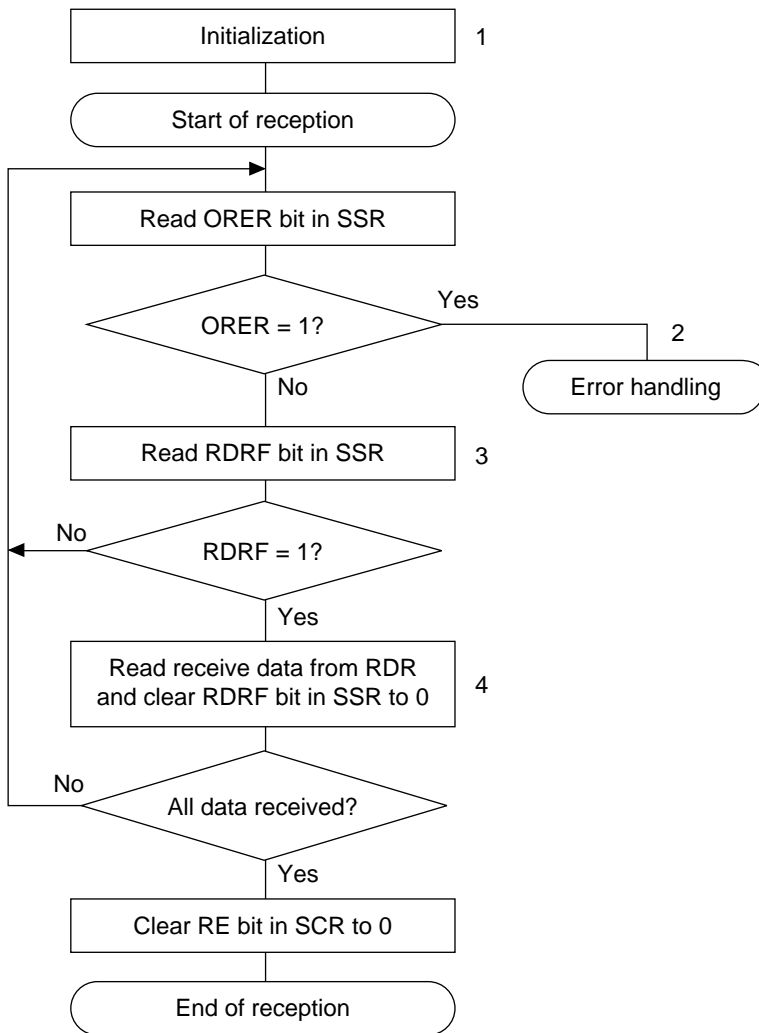 Initialization
1
Start of reception
Read ORER bit in SSR
Yes
ORER = 1?
2
Error handling
No
Read RDRF bit in SSR
3
No
RDRF = 1?
Yes
Read receive data from RDR
and clear RDRF bit in SSR to 0
4
No
All data received?
Yes
Clear RE bit in SCR to 0
End of reception